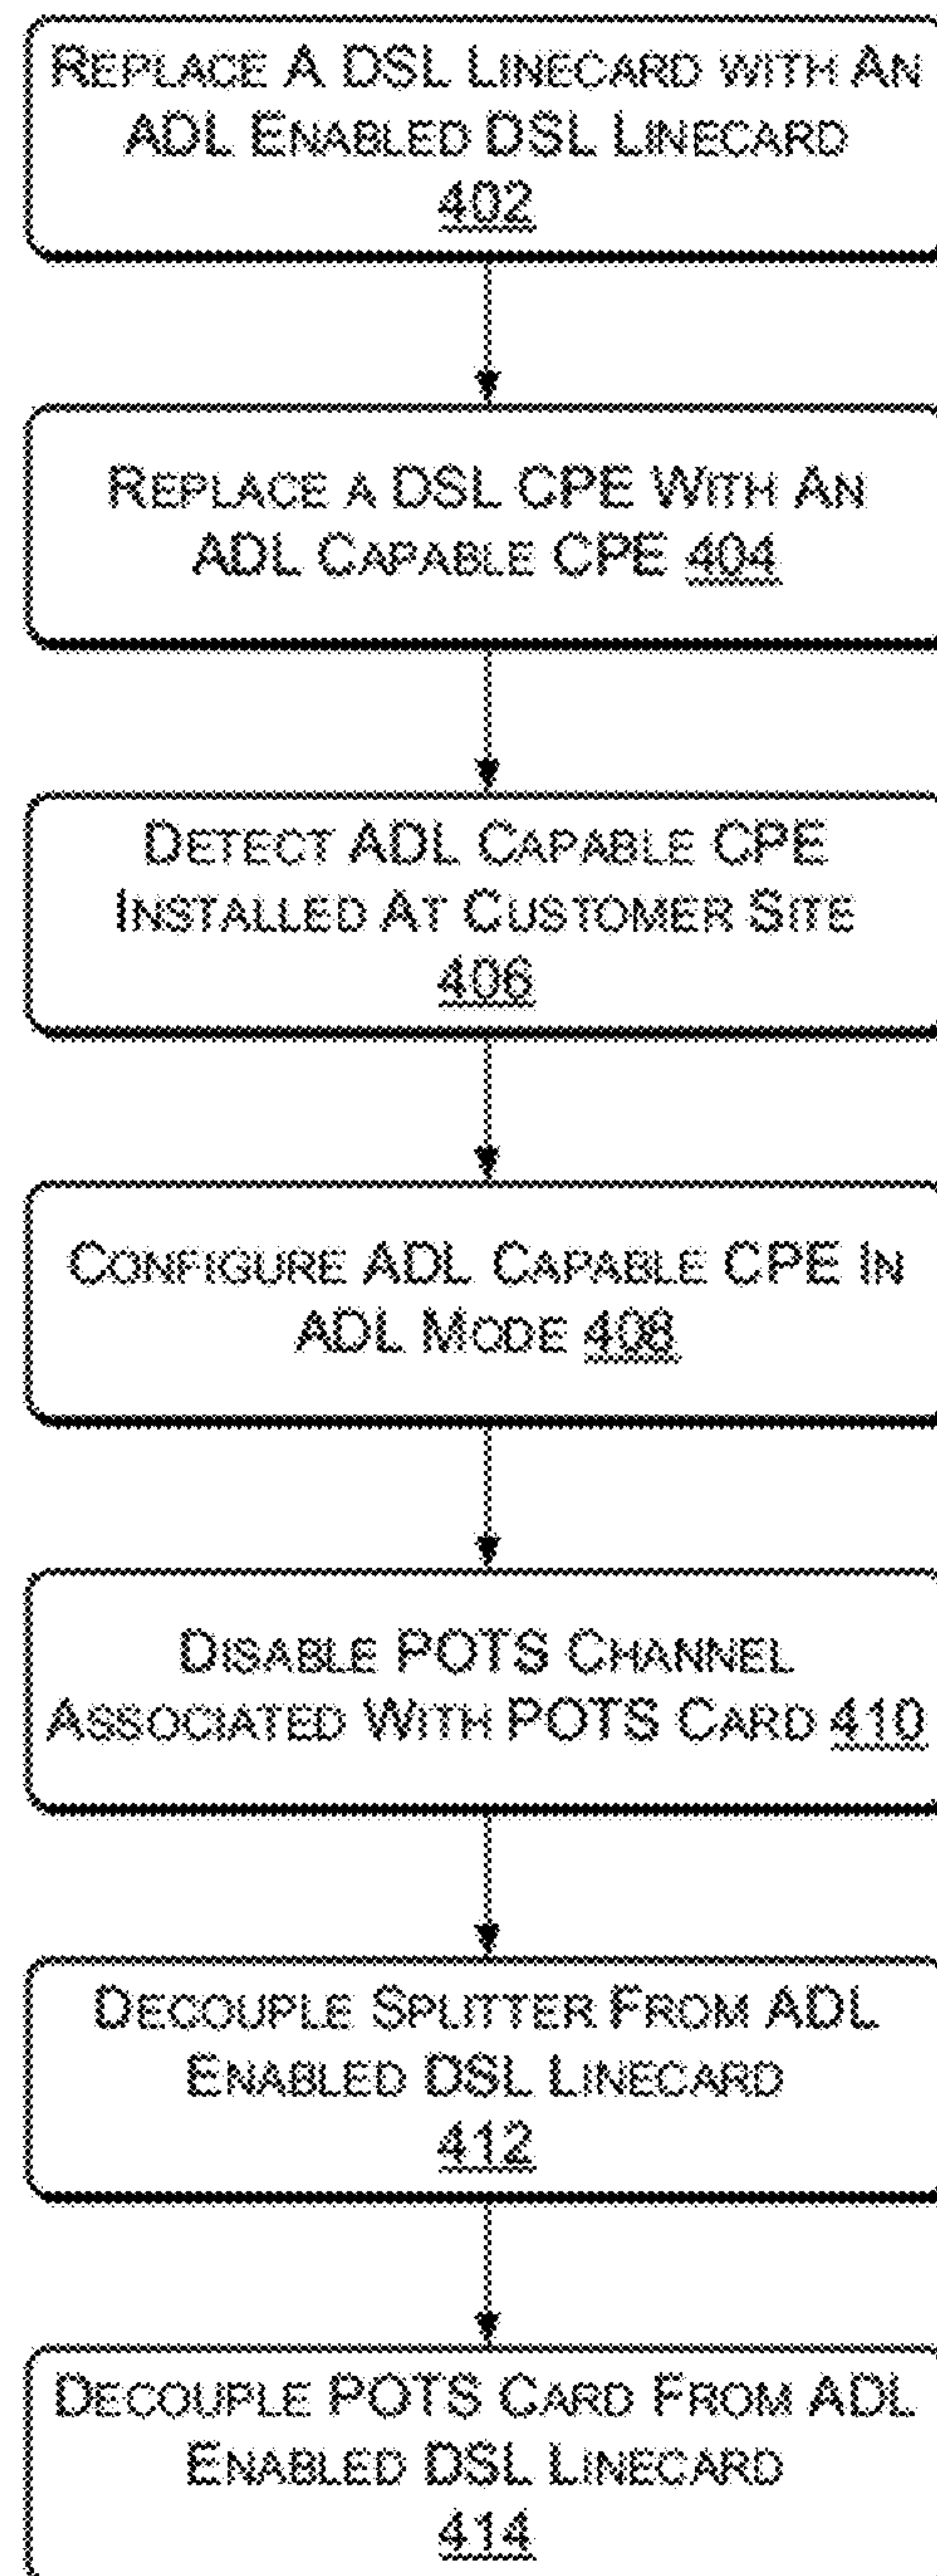 REPLACE A DSL LINECARD WITH AN
ADL ENABLED DSL LINECARD
402
REPLACE A DSL CPE WITH AN
ADL CAPABLE CPE 404
DETECT ADL CAPABLE CPE
INSTALLED AT CUSTOMER SITE
406
CONFIGURE ADL CAPABLE CPE IN
ADL MODE 408
DISABLE POTS CHANNEL
ASSOCIATED WITH POTS CARD 410
DECOUPLE SPLITTER FROM ADL
ENABLED DSL LINECARD
412
DECOUPLE POTS CARD FROM ADL
ENABLED DSL LINECARD
414